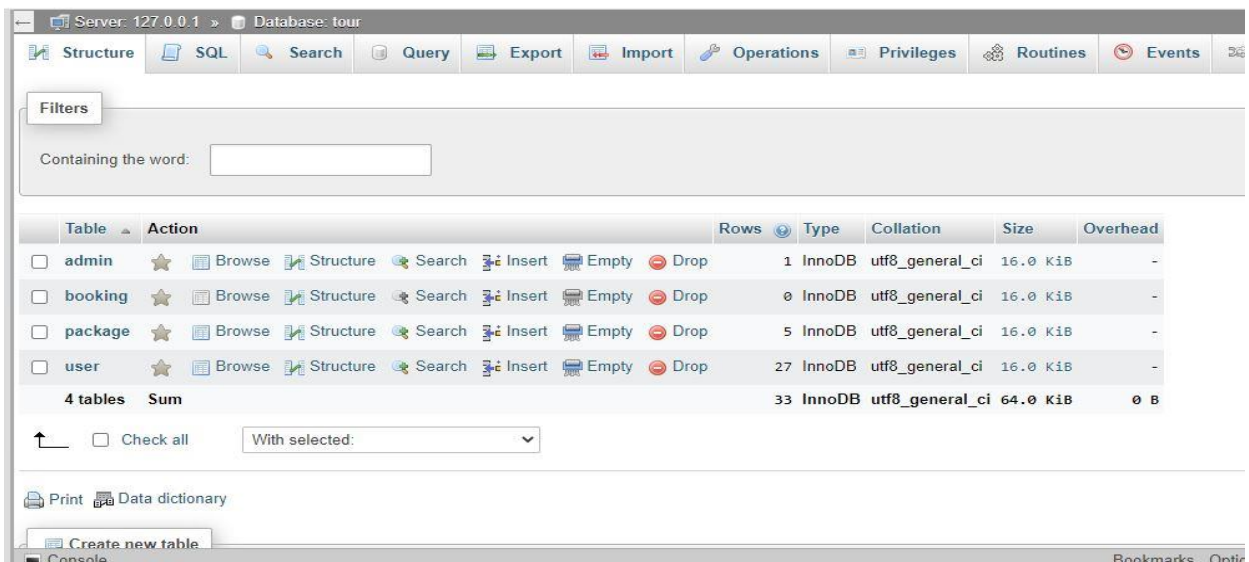 Server: 127.0.0.1 » Database: tour
Structure SQL Search Query Export Import Operations Privileges Routines Events
Filters
Containing the word:
Table Action Rows Type Collation Size Overhead
admin Browse Structure Search Insert Empty Drop 1 InnoDB utf8_general_ci 16.0 KiB -
booking Browse Structure Search Insert Empty Drop 0 InnoDB utf8_general_ci 16.0 KiB -
package Browse Structure Search Insert Empty Drop 5 InnoDB utf8_general_ci 16.0 KiB -
user Browse Structure Search Insert Empty Drop 27 InnoDB utf8_general_ci 16.0 KiB -
4 tables Sum 33 InnoDB utf8_general_ci 64.0 KiB 0 B
Check all With selected:
Print Data dictionary
Create new table
Console Bookmarks Optio